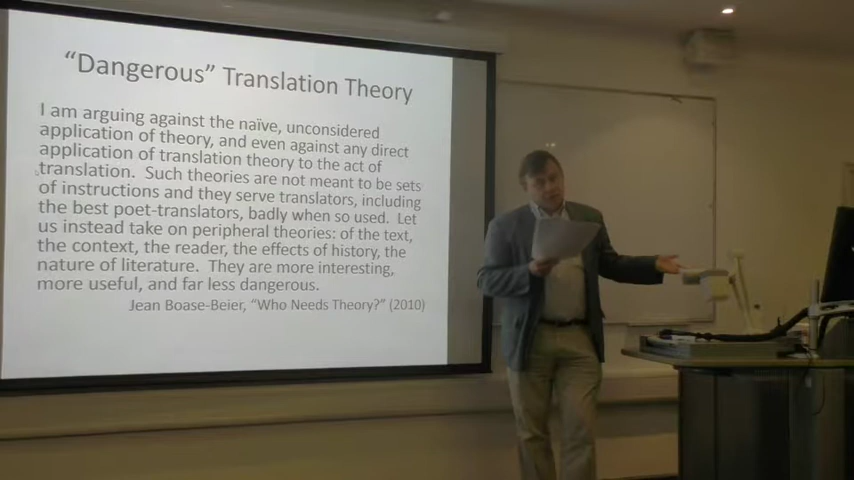 “Dangerous” Translation Theory
I am arguing against the naïve, unconsidered
application of theory, and even against any direct
application of translation theory to the act of
translation.  Such theories are not meant to be sets
of instructions and they serve translators, including
the best poet-translators, badly when so used.  Let
us instead take on peripheral theories: of the text,
the context, the reader, the effects of history, the
nature of literature.  They are more interesting,
more useful, and far less dangerous.
Jean Boase-Beier, “Who Needs Theory?” (2010)